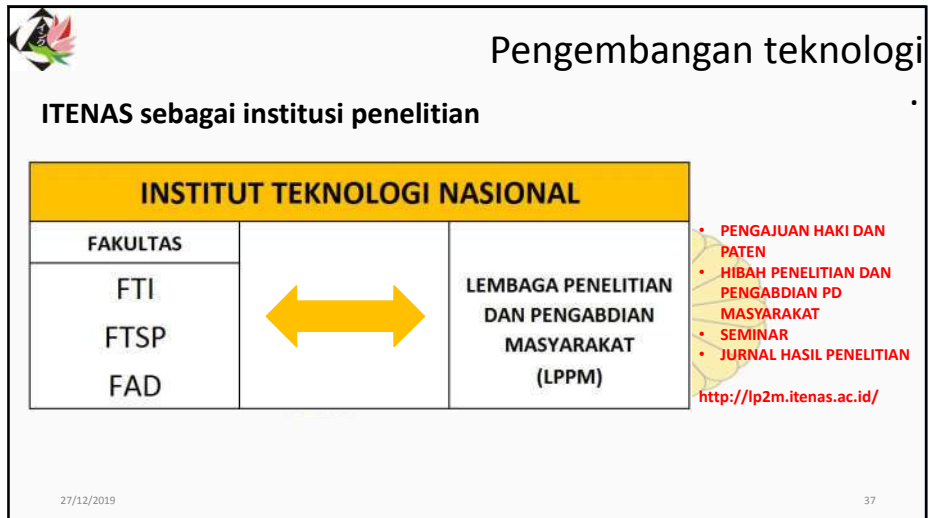 Pengembangan teknologi
.
ITENAS sebagai institusi penelitian
INSTITUT TEKNOLOGI NASIONAL
FAKULTAS
FTI
FTSP
FAD
LEMBAGA PENELITIAN
DAN PENGABDIAN
MASYARAKAT
(LPPM)
• PENGAJUAN HAKI DAN
PATEN
• HIBAH PENELITIAN DAN
PENGABDIAN PD
MASYARAKAT
• SEMINAR
• JURNAL HASIL PENELITIAN
http://lp2m.itenas.ac.id/
27/12/2019
37